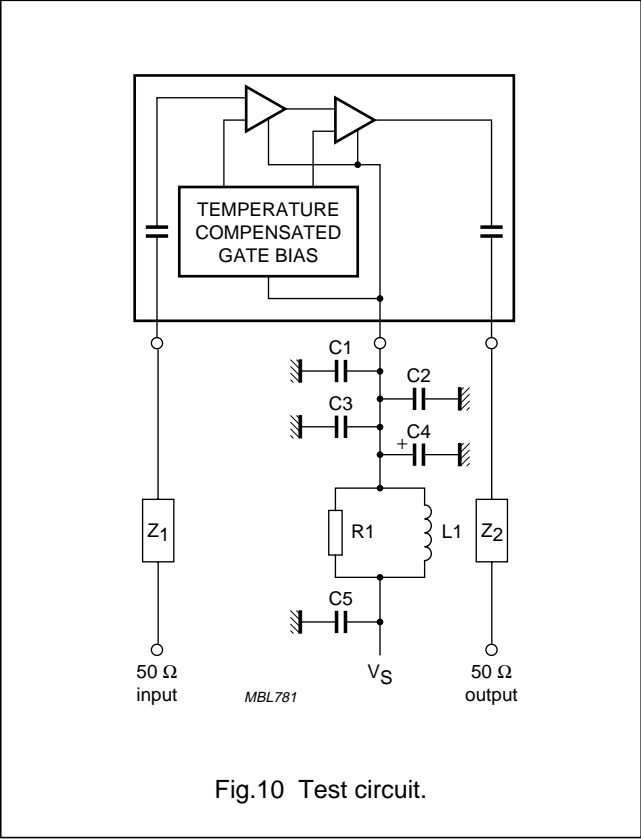 TEMPERATURE
COMPENSATED
GATE BIAS
C1
C2
C3
+
C4
Z1
R1
L1
Z2
C5
VS
50 Ω
input
MBL781
50 Ω
output
Fig.10 Test circuit.